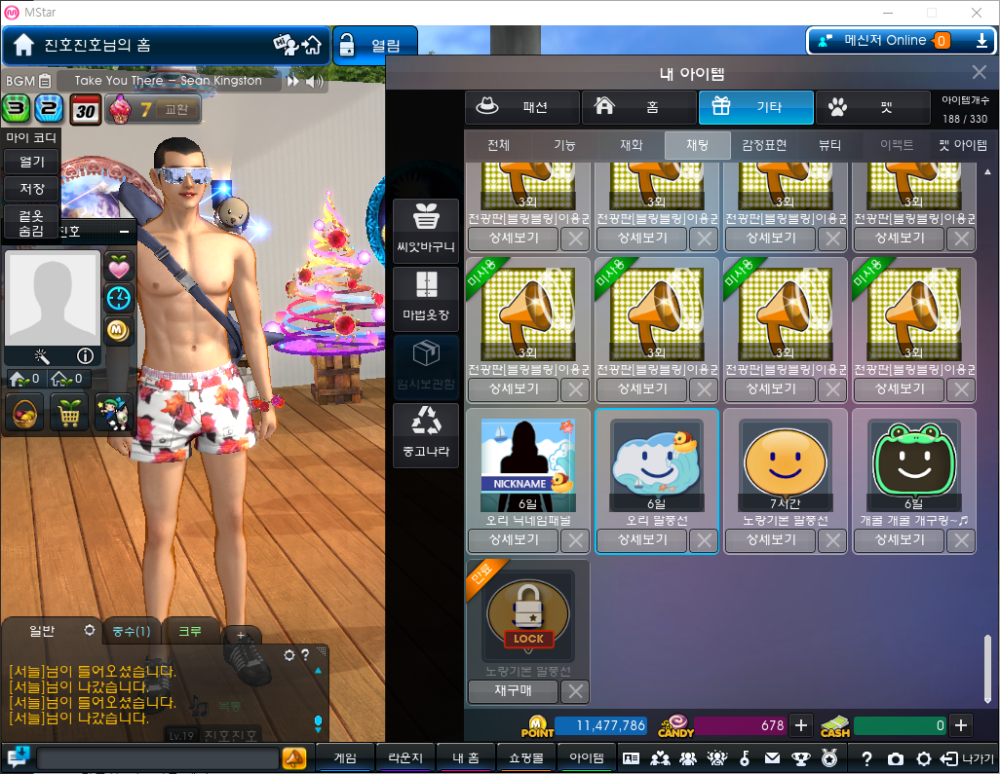 MStar
진호진호님의 홈
열림
메신저 Online 0
BGM Take You There – Sean Kingston
3 2 30 7 교환
마이 코디
열기
저장
겉옷
숨김
진호
M
0 0
내 아이템
패션 홈 기타 펫
아이템개수
188 / 330
전체 기능 재화 채팅 감정표현 뷰티 이펙트 펫 아이템
씨앗바구니
마법옷장
임시보관함
중고나라
3회 3회 3회 3회
전광판[블링블링]이용권 전광판[블링블링]이용권 전광판[블링블링]이용권 전광판[블링블링]이용권
상세보기 상세보기 상세보기 상세보기
미사용 미사용 미사용 미사용
3회 3회 3회 3회
전광판[블링블링]이용권 전광판[블링블링]이용권 전광판[블링블링]이용권 전광판[블링블링]이용권
상세보기 상세보기 상세보기 상세보기
NICKNAME
6일 6일 7시간 6일
오리 닉네임패널 오리 말풍선 노랑기본 말풍선 개굴 개굴 개구링~♬
상세보기 상세보기 상세보기 상세보기
만료
LOCK
노랑기본 말풍선
재구매
일반 중수(1) 크루 +
[서늘]님이 들어오셨습니다.
[서늘]님이 나갔습니다.
[서늘]님이 들어오셨습니다.
[서늘]님이 나갔습니다.
Lv.19 진호진호
POINT 11,477,786 CANDY 678 + CASH 0 +
게임 라운지 내 홈 쇼핑몰 아이템 ? 나가기